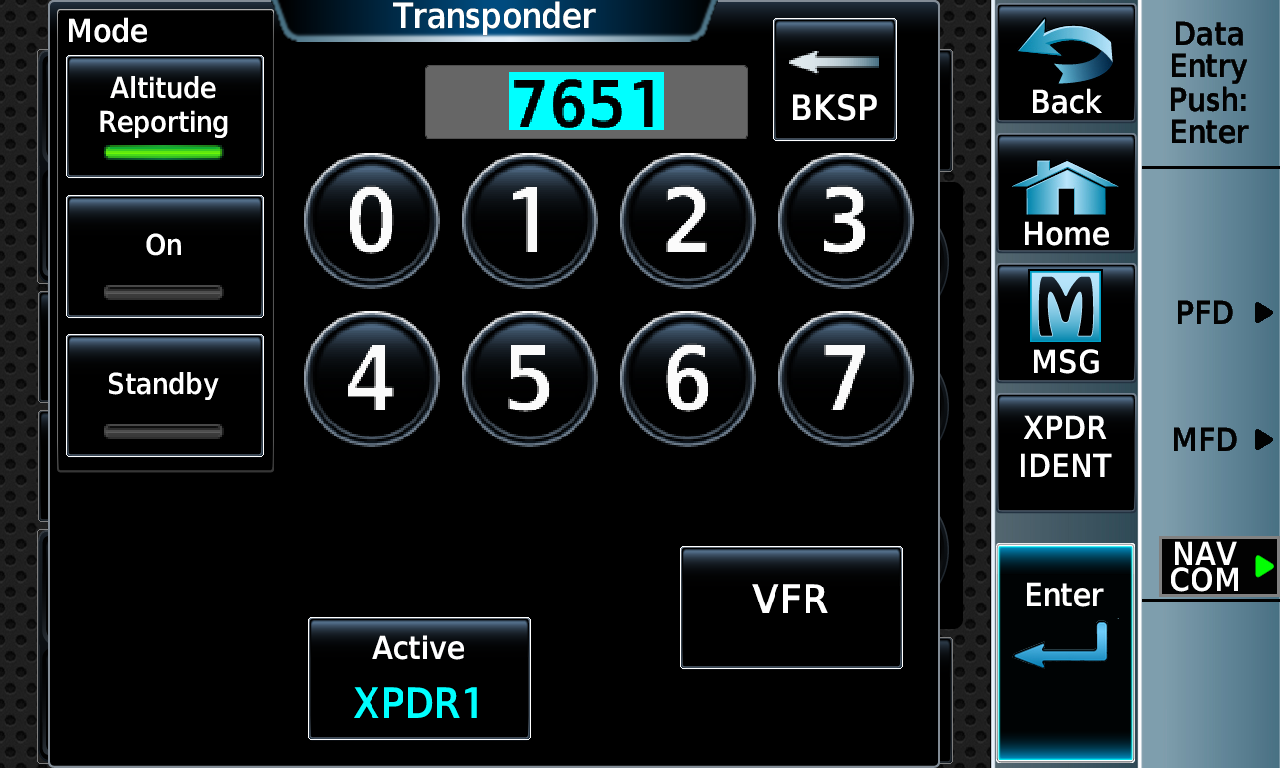 Transponder
Mode
Altitude
Reporting
On
Standby
7651
BKSP
0 1 2 3
4 5 6 7
VFR
Active
XPDR1
Back
Home
MSG
XPDR
IDENT
Enter
Data
Entry
Push:
Enter
PFD
MFD
NAV
COM